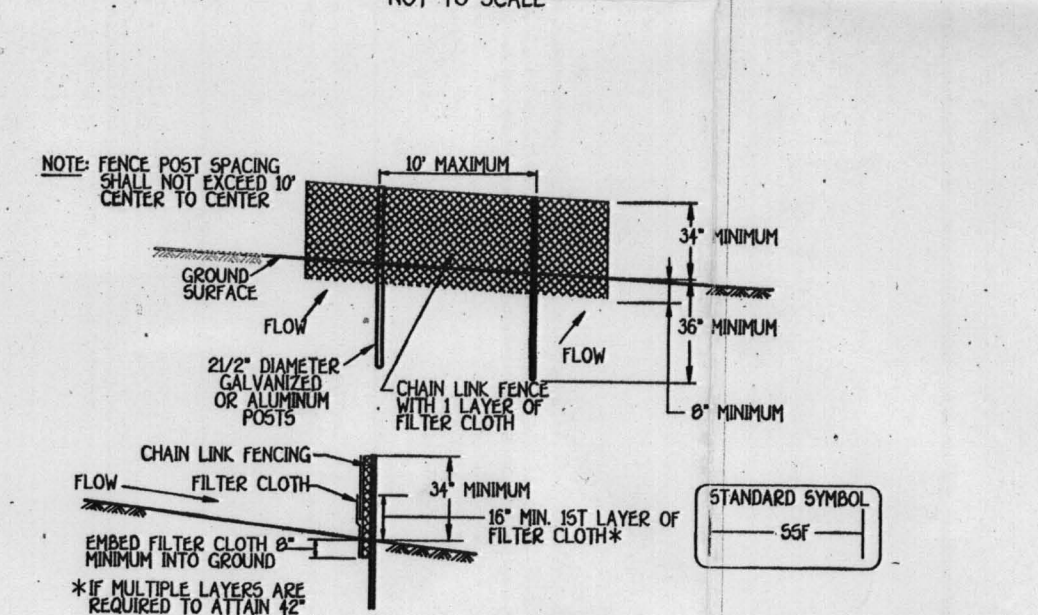 NOT TO SCALE
NOTE: FENCE POST SPACING
SHALL NOT EXCEED 10'
CENTER TO CENTER
10' MAXIMUM
34" MINIMUM
GROUND
SURFACE
FLOW
36" MINIMUM
FLOW
21/2" DIAMETER
GALVANIZED
OR ALUMINUM
POSTS
CHAIN LINK FENCE
WITH 1 LAYER OF
FILTER CLOTH
8" MINIMUM
CHAIN LINK FENCING
FLOW
FILTER CLOTH
34" MINIMUM
16" MIN. 1ST LAYER OF
FILTER CLOTH*
EMBED FILTER CLOTH 8"
MINIMUM INTO GROUND
*IF MULTIPLE LAYERS ARE
REQUIRED TO ATTAIN 42"
STANDARD SYMBOL
SSF